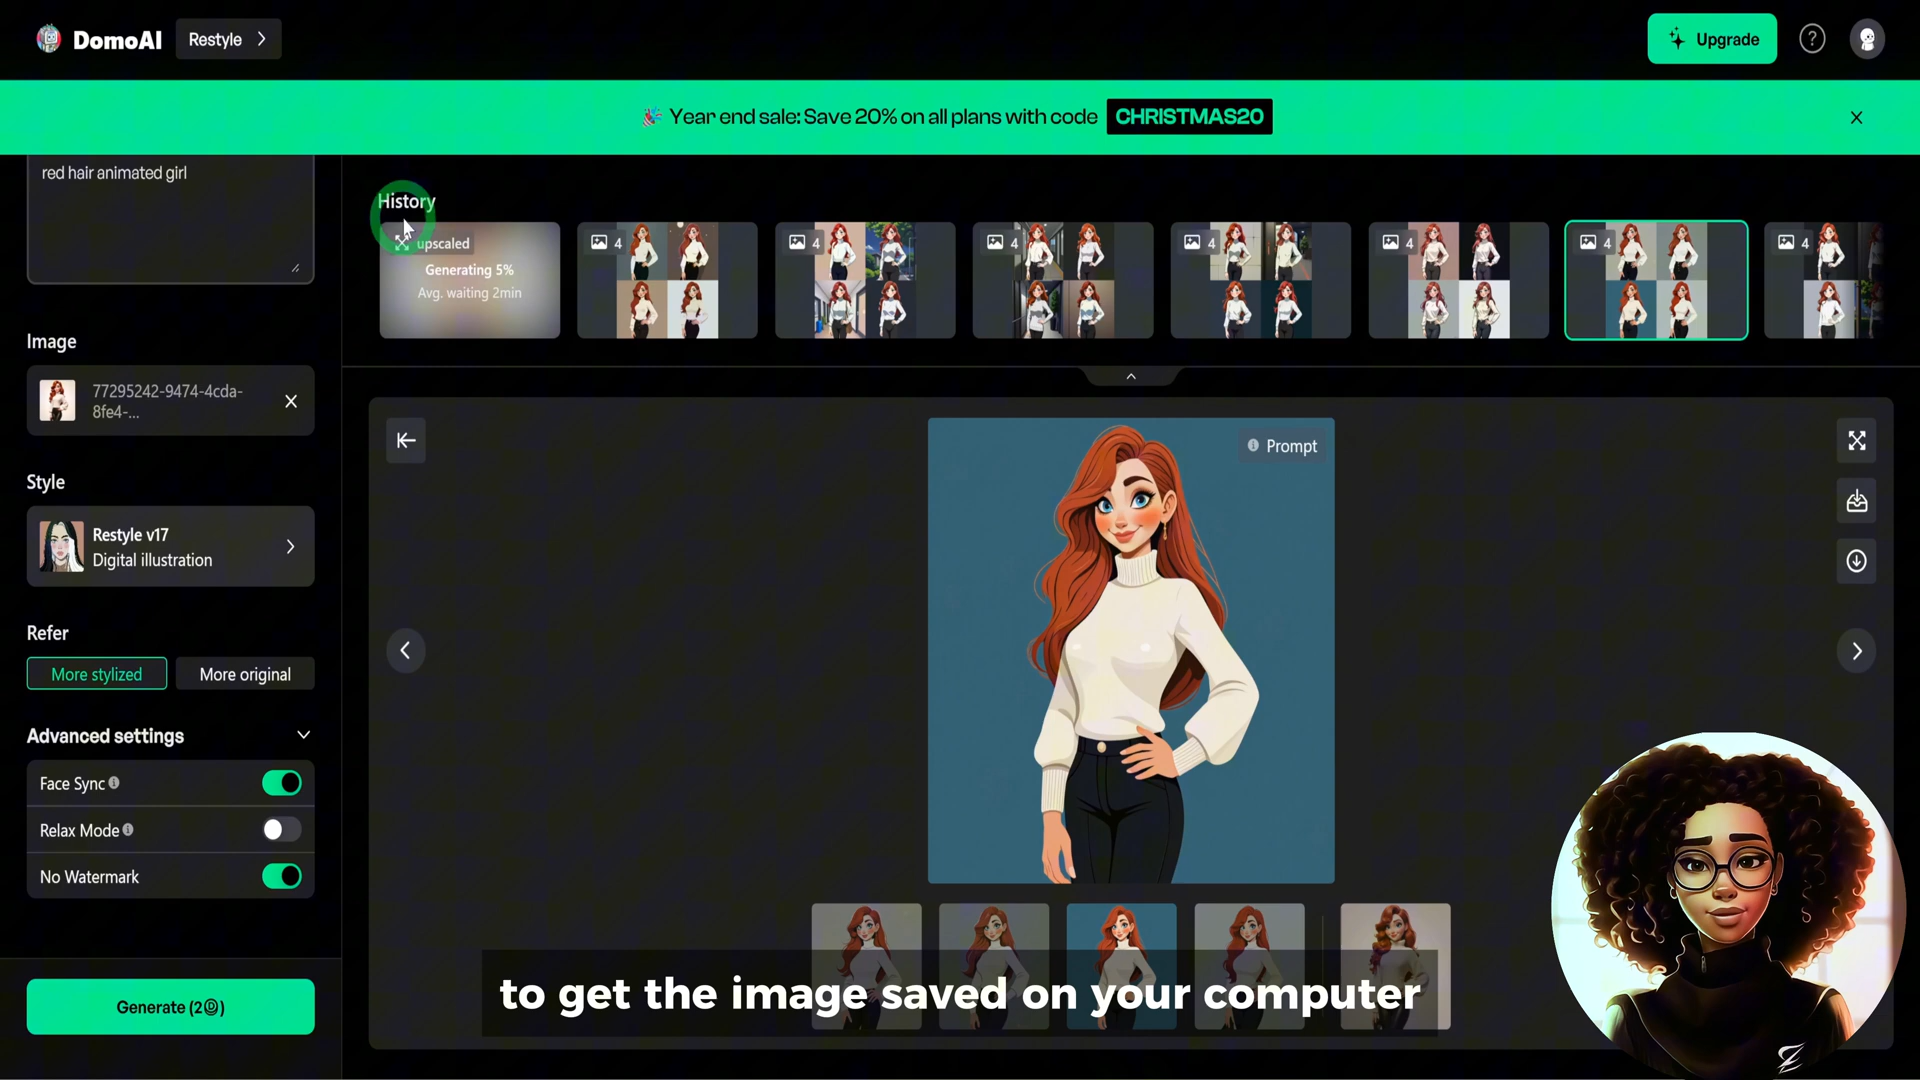 DomoAI
Restyle
Upgrade
Year end sale: Save 20% on all plans with code CHRISTMAS20
red hair animated girl
History
upscaled
Generating 5%
Avg. waiting 2min
4
4
4
4
4
4
4
Image
77295242-9474-4cda-
8fe4-...
Prompt
Style
Restyle v17
Digital illustration
Refer
More stylized
More original
Advanced settings
Face Sync
Relax Mode
No Watermark
Generate (2)
to get the image saved on your computer